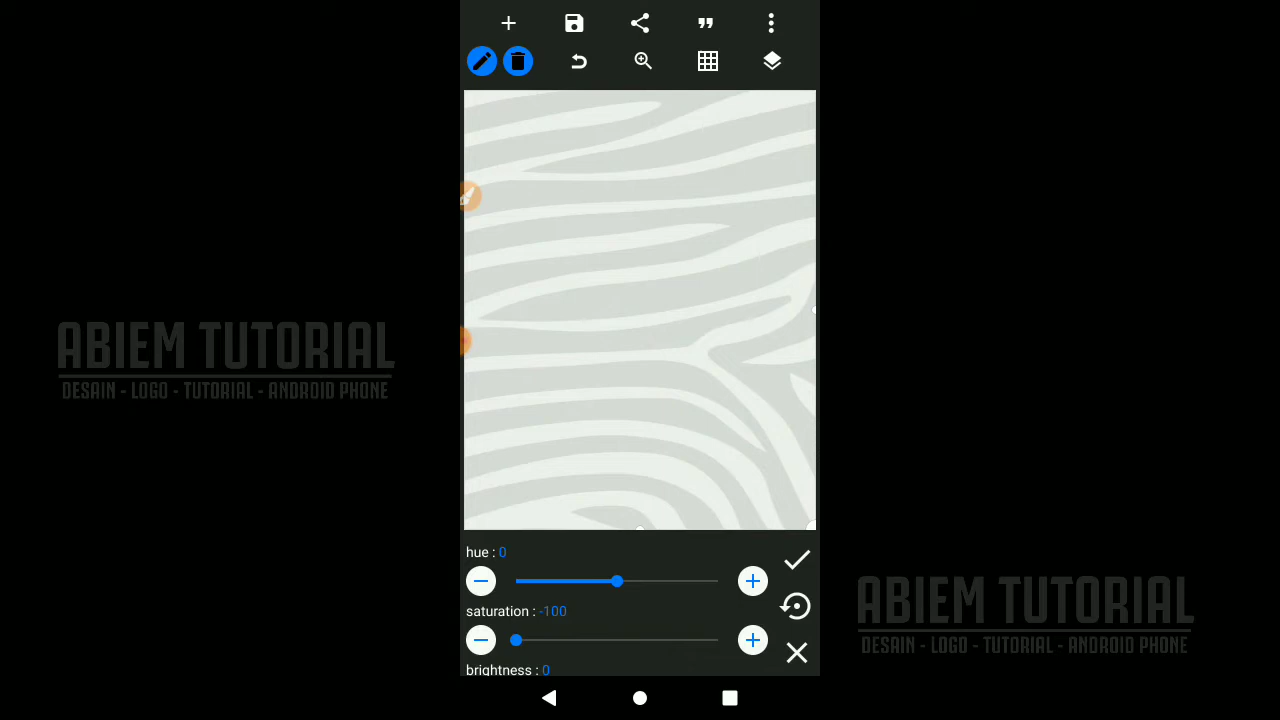 ABIEM TUTORIAL
DESAIN - LOGO - TUTORIAL - ANDROID PHONE
hue : 0
saturation : -100
brightness : 0
ABIEM TUTORIAL
DESAIN - LOGO - TUTORIAL - ANDROID PHONE